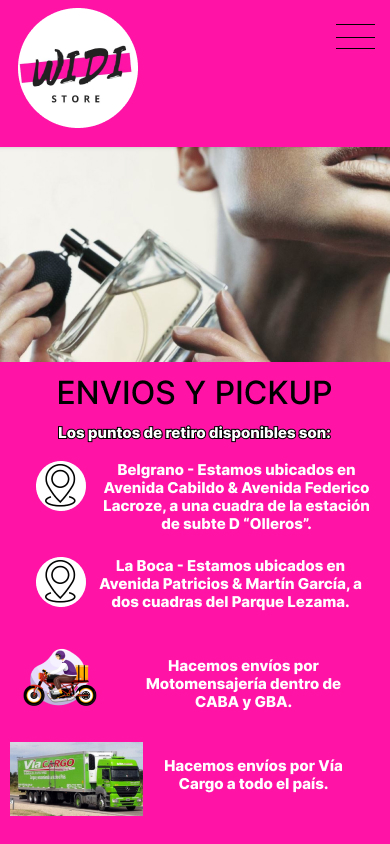 WIDI
STORE
ENVIOS Y PICKUP
Los puntos de retiro disponibles son:
Belgrano - Estamos ubicados en
Avenida Cabildo & Avenida Federico
Lacroze, a una cuadra de la estación
de subte D “Olleros”.
La Boca - Estamos ubicados en
Avenida Patricios & Martín García, a
dos cuadras del Parque Lezama.
Hacemos envíos por
Motomensajería dentro de
CABA y GBA.
ViaCARGO
Hacemos envíos por Vía
Cargo a todo el país.